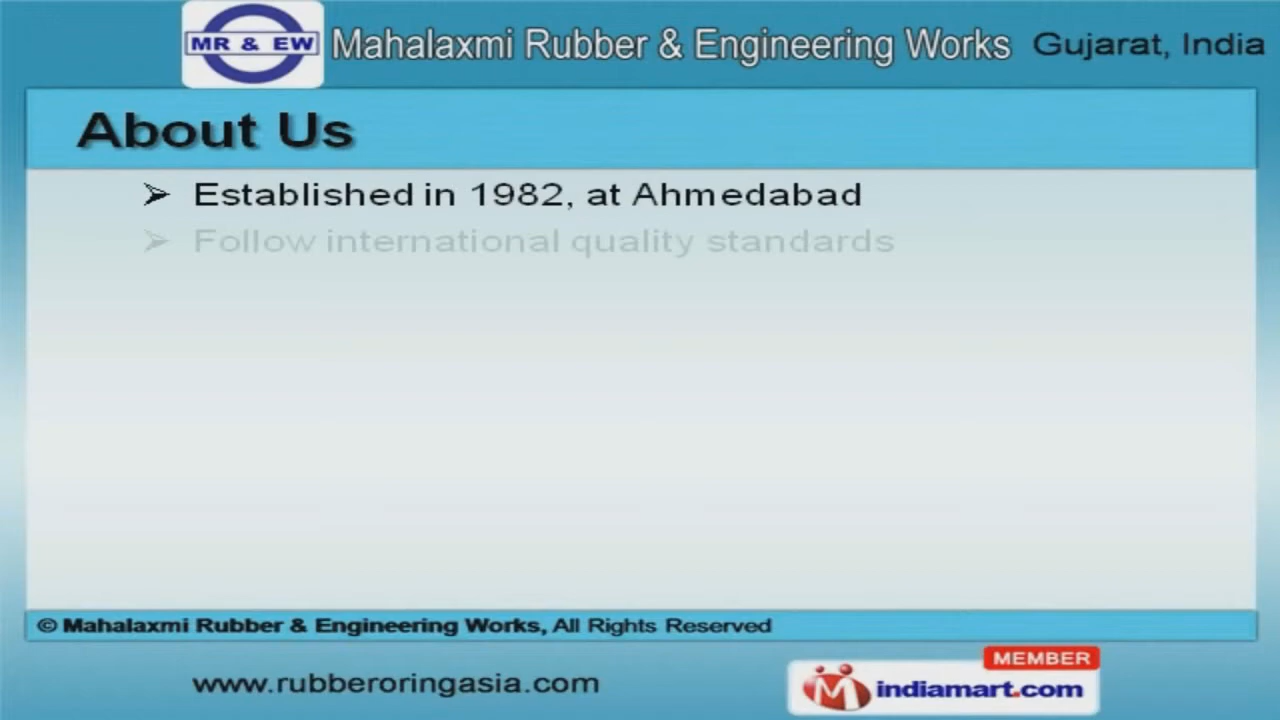 MR & EW
Mahalaxmi Rubber & Engineering Works
Gujarat, India
About Us
➢ Established in 1982, at Ahmedabad
➢ Follow international quality standards
© Mahalaxmi Rubber & Engineering Works, All Rights Reserved
www.rubberoringasia.com
MEMBER
indiamart.com